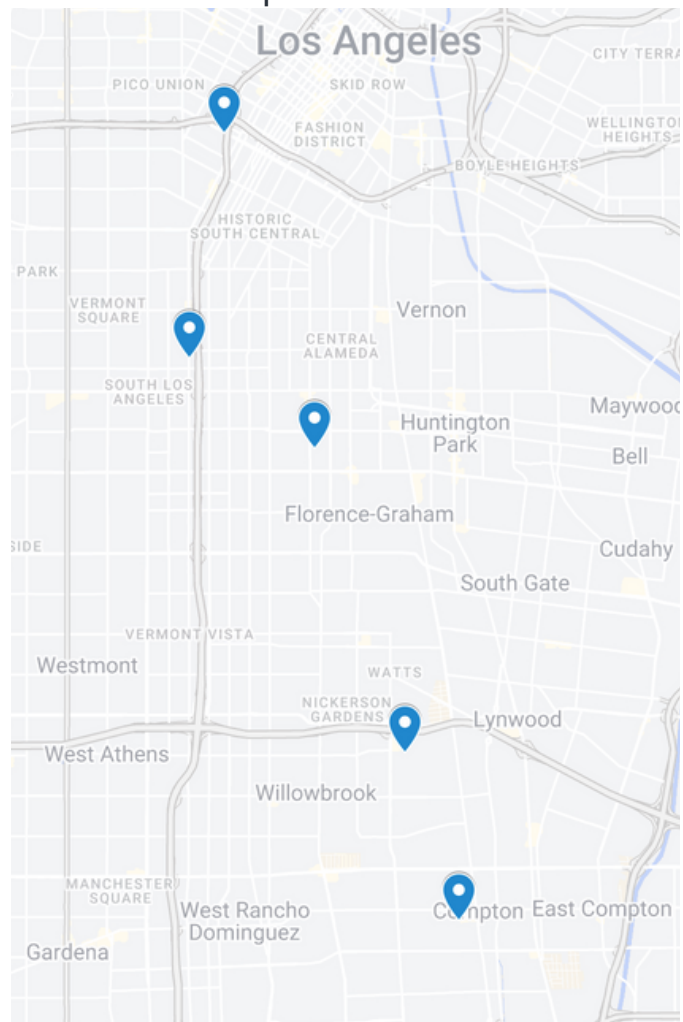 Los Angeles
CITY TERRA
PICO UNION
SKID ROW
FASHION
DISTRICT
WELLINGTON
HEIGHTS
BOYLE HEIGHTS
HISTORIC
SOUTH CENTRAL
PARK
VERMONT
SQUARE
Vernon
CENTRAL
ALAMEDA
SOUTH LOS
ANGELES
Maywood
Huntington
Park
Bell
Florence-Graham
SIDE
Cudahy
South Gate
VERMONT VISTA
Westmont
WATTS
NICKERSON
GARDENS
Lynwood
West Athens
Willowbrook
MANCHESTER
SQUARE
West Rancho
Dominguez
Compton
East Compton
Gardena